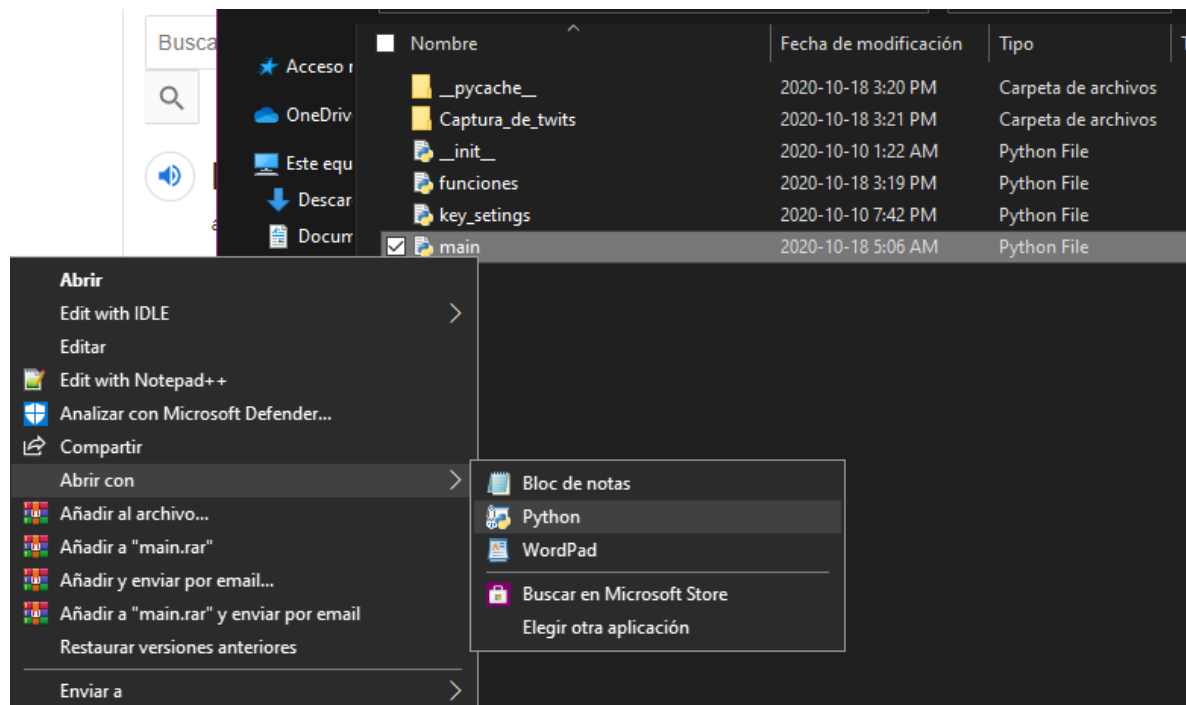 Busca
Nombre
Fecha de modificación
Tipo
Acceso r
__pycache__
2020-10-18 3:20 PM
Carpeta de archivos
OneDriv
Captura_de_twits
2020-10-18 3:21 PM
Carpeta de archivos
__init__
2020-10-10 1:22 AM
Python File
Este equ
funciones
2020-10-18 3:19 PM
Python File
Descar
key_setings
2020-10-10 7:42 PM
Python File
Docum
main
2020-10-18 5:06 AM
Python File
Abrir
Edit with IDLE
Editar
Edit with Notepad++
Analizar con Microsoft Defender...
Compartir
Abrir con
Añadir al archivo...
Añadir a "main.rar"
Añadir y enviar por email...
Añadir a "main.rar" y enviar por email
Restaurar versiones anteriores
Enviar a
Bloc de notas
Python
WordPad
Buscar en Microsoft Store
Elegir otra aplicación